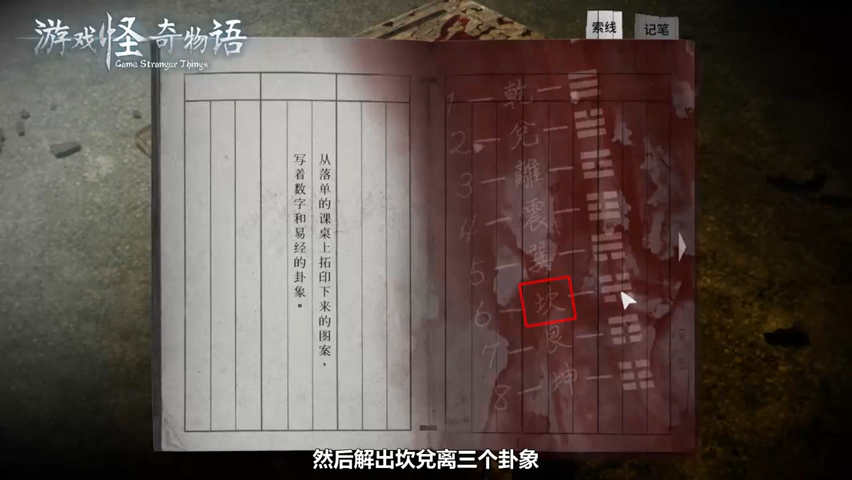 游戏怪奇物语
Game Stranger Things
索线
记笔
从落单的课桌上拓印下来的图案，
写着数字和易经的卦象。
1 — 乾 — ☰
2 — 兌 — ☱
3 — 離 — ☲
4 — 震 — ☳
5 — 巽 — ☴
6 — 坎 — ☵
7 — 艮 — ☶
8 — 坤 — ☷
然后解出坎兑离三个卦象